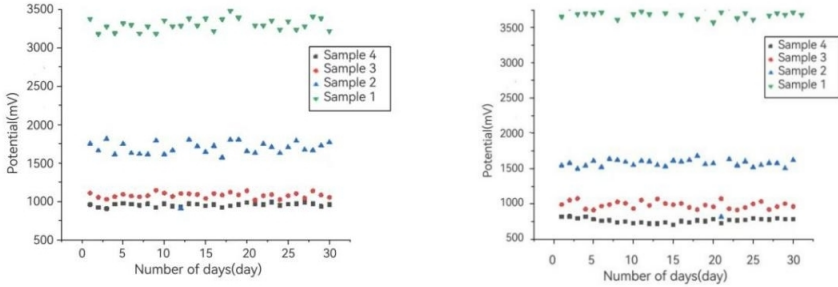 3500
3000
2500
2000
1500
1000
500
Potential(mV)
Sample 4
Sample 3
Sample 2
Sample 1
0 5 10 15 20 25 30
Number of days(day)
3500
3000
2500
2000
1500
1000
500
Potential(mV)
Sample 4
Sample 3
Sample 2
Sample 1
0 5 10 15 20 25 30
Number of days(day)